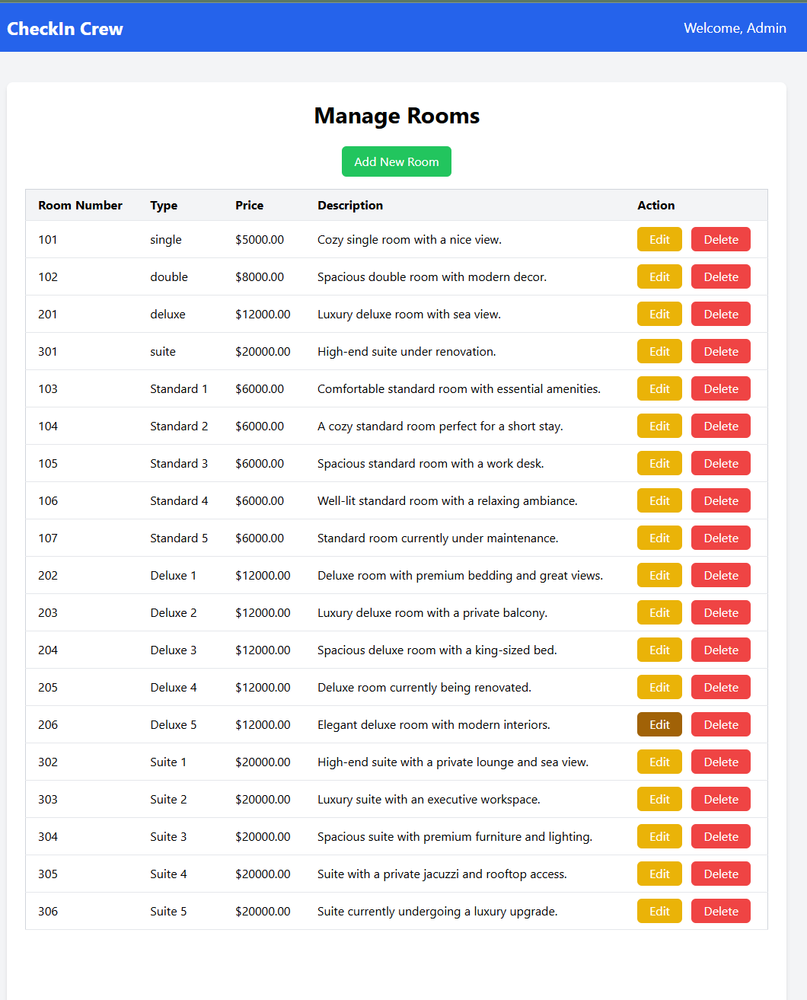 CheckIn Crew Welcome, Admin
Manage Rooms
Add New Room
Room Number Type Price Description Action
101 single $5000.00 Cozy single room with a nice view. Edit Delete
102 double $8000.00 Spacious double room with modern decor. Edit Delete
201 deluxe $12000.00 Luxury deluxe room with sea view. Edit Delete
301 suite $20000.00 High-end suite under renovation. Edit Delete
103 Standard 1 $6000.00 Comfortable standard room with essential amenities. Edit Delete
104 Standard 2 $6000.00 A cozy standard room perfect for a short stay. Edit Delete
105 Standard 3 $6000.00 Spacious standard room with a work desk. Edit Delete
106 Standard 4 $6000.00 Well-lit standard room with a relaxing ambiance. Edit Delete
107 Standard 5 $6000.00 Standard room currently under maintenance. Edit Delete
202 Deluxe 1 $12000.00 Deluxe room with premium bedding and great views. Edit Delete
203 Deluxe 2 $12000.00 Luxury deluxe room with a private balcony. Edit Delete
204 Deluxe 3 $12000.00 Spacious deluxe room with a king-sized bed. Edit Delete
205 Deluxe 4 $12000.00 Deluxe room currently being renovated. Edit Delete
206 Deluxe 5 $12000.00 Elegant deluxe room with modern interiors. Edit Delete
302 Suite 1 $20000.00 High-end suite with a private lounge and sea view. Edit Delete
303 Suite 2 $20000.00 Luxury suite with an executive workspace. Edit Delete
304 Suite 3 $20000.00 Spacious suite with premium furniture and lighting. Edit Delete
305 Suite 4 $20000.00 Suite with a private jacuzzi and rooftop access. Edit Delete
306 Suite 5 $20000.00 Suite currently undergoing a luxury upgrade. Edit Delete